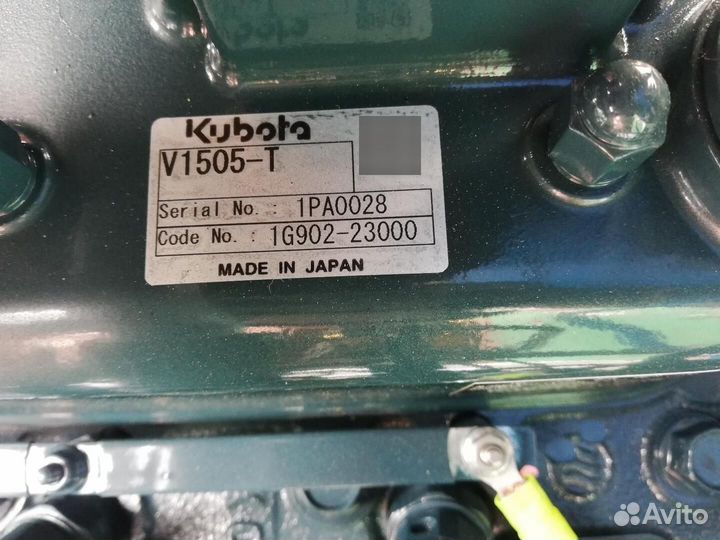 Kubota
V1505-T
Serial No. : 1PA0028
Code No. : 1G902-23000
MADE IN JAPAN
Avito